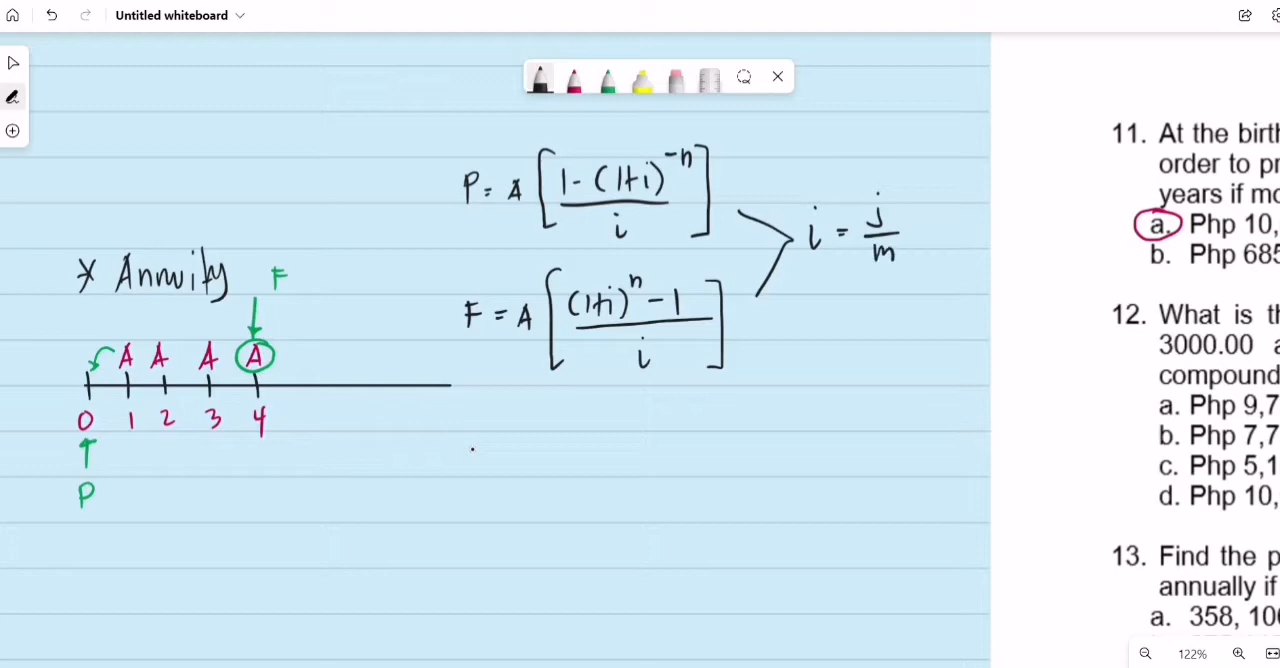 Untitled whiteboard
P = A [ 1 - (1+i)^-n / i ]
i = j / m
F = A [ (1+i)^n - 1 / i ]
* Annuity
F
A A A A
0 1 2 3 4
P
11. At the birt
order to pr
years if mo
a. Php 10,
b. Php 685
12. What is th
3000.00 a
compound
a. Php 9,7
b. Php 7,7
c. Php 5,1
d. Php 10,
13. Find the p
annually if
a. 358, 100
122%